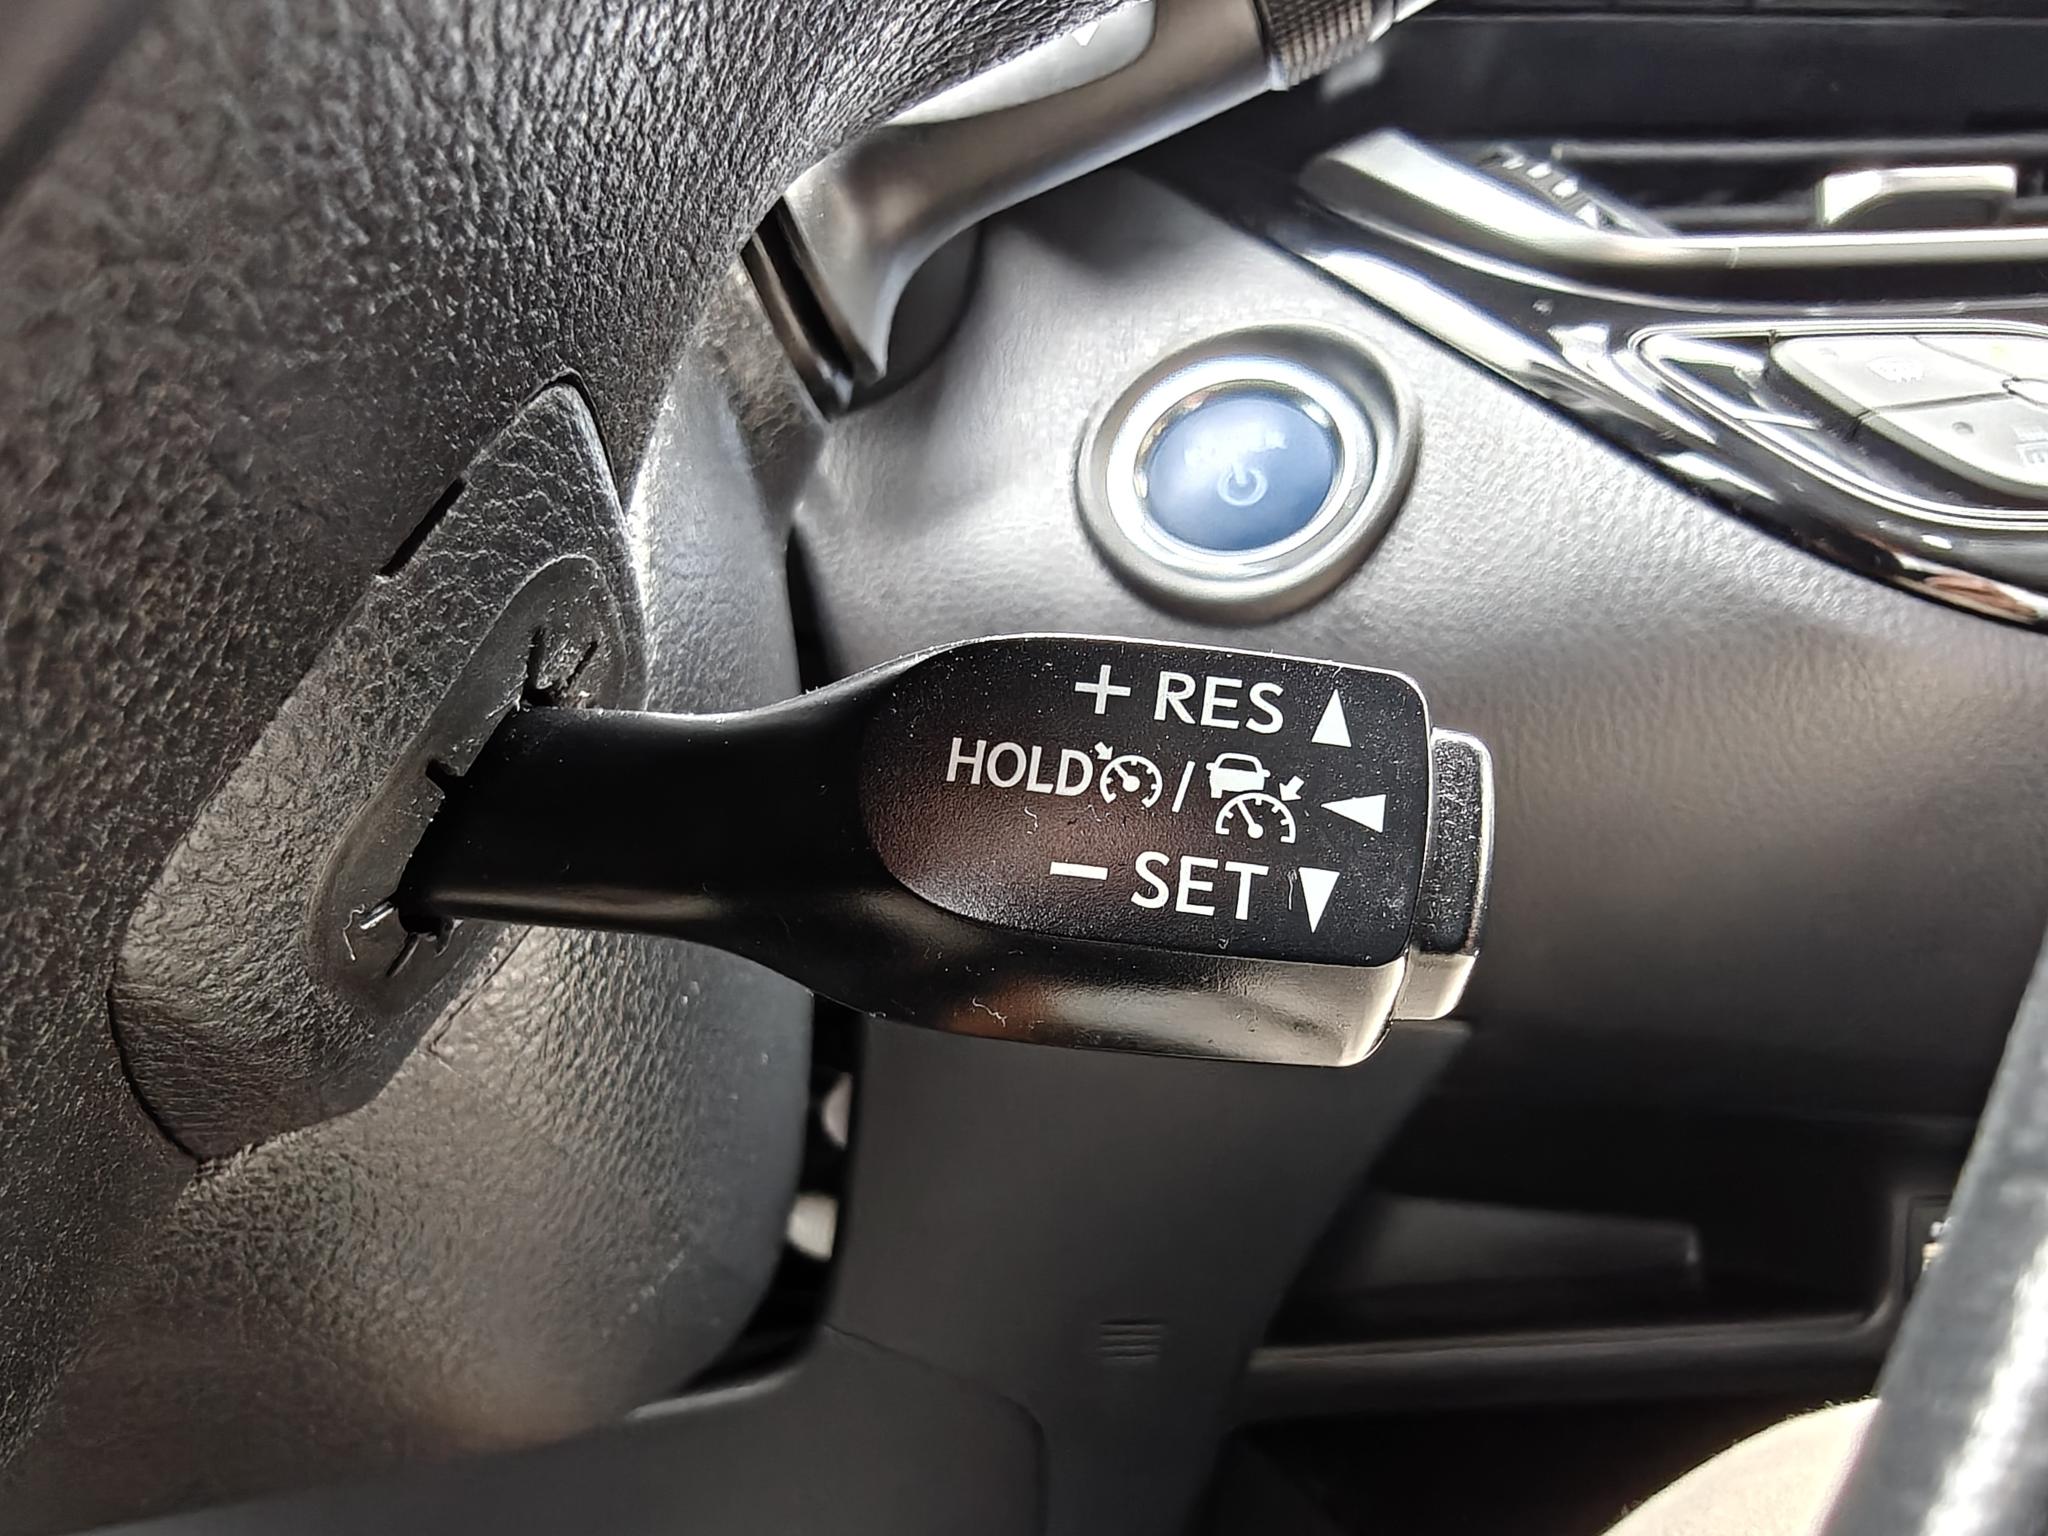 + RES
HOLD /
− SET